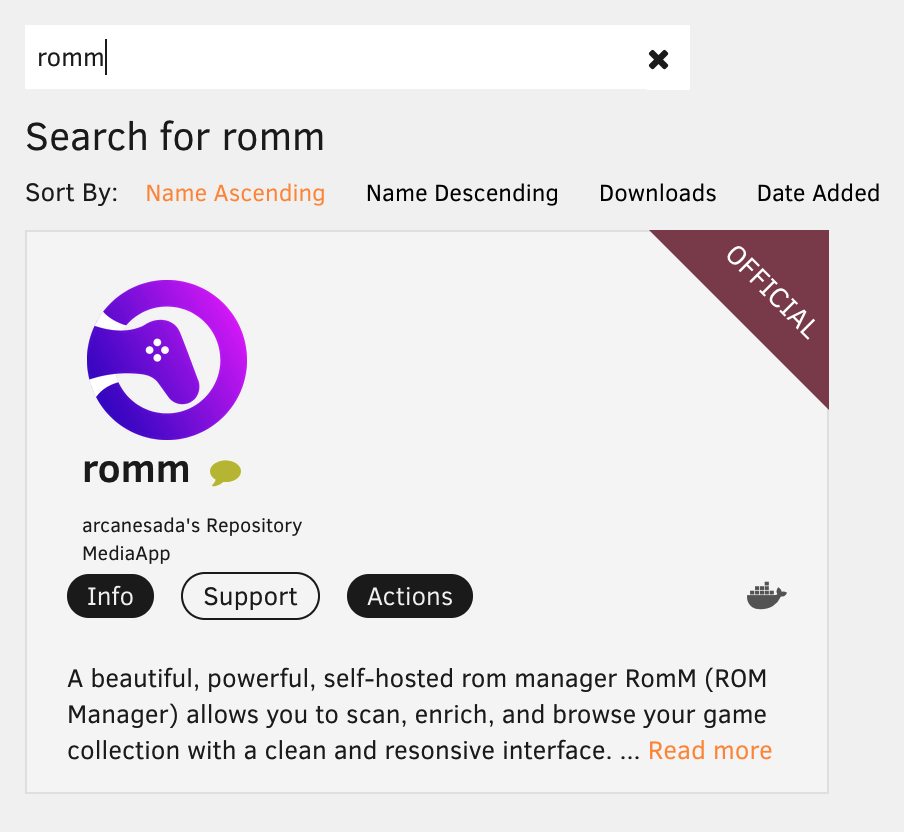 romm
Search for romm
Sort By: Name Ascending Name Descending Downloads Date Added
OFFICIAL
romm
arcanesada's Repository
MediaApp
Info Support Actions
A beautiful, powerful, self-hosted rom manager RomM (ROM
Manager) allows you to scan, enrich, and browse your game
collection with a clean and resonsive interface. ... Read more